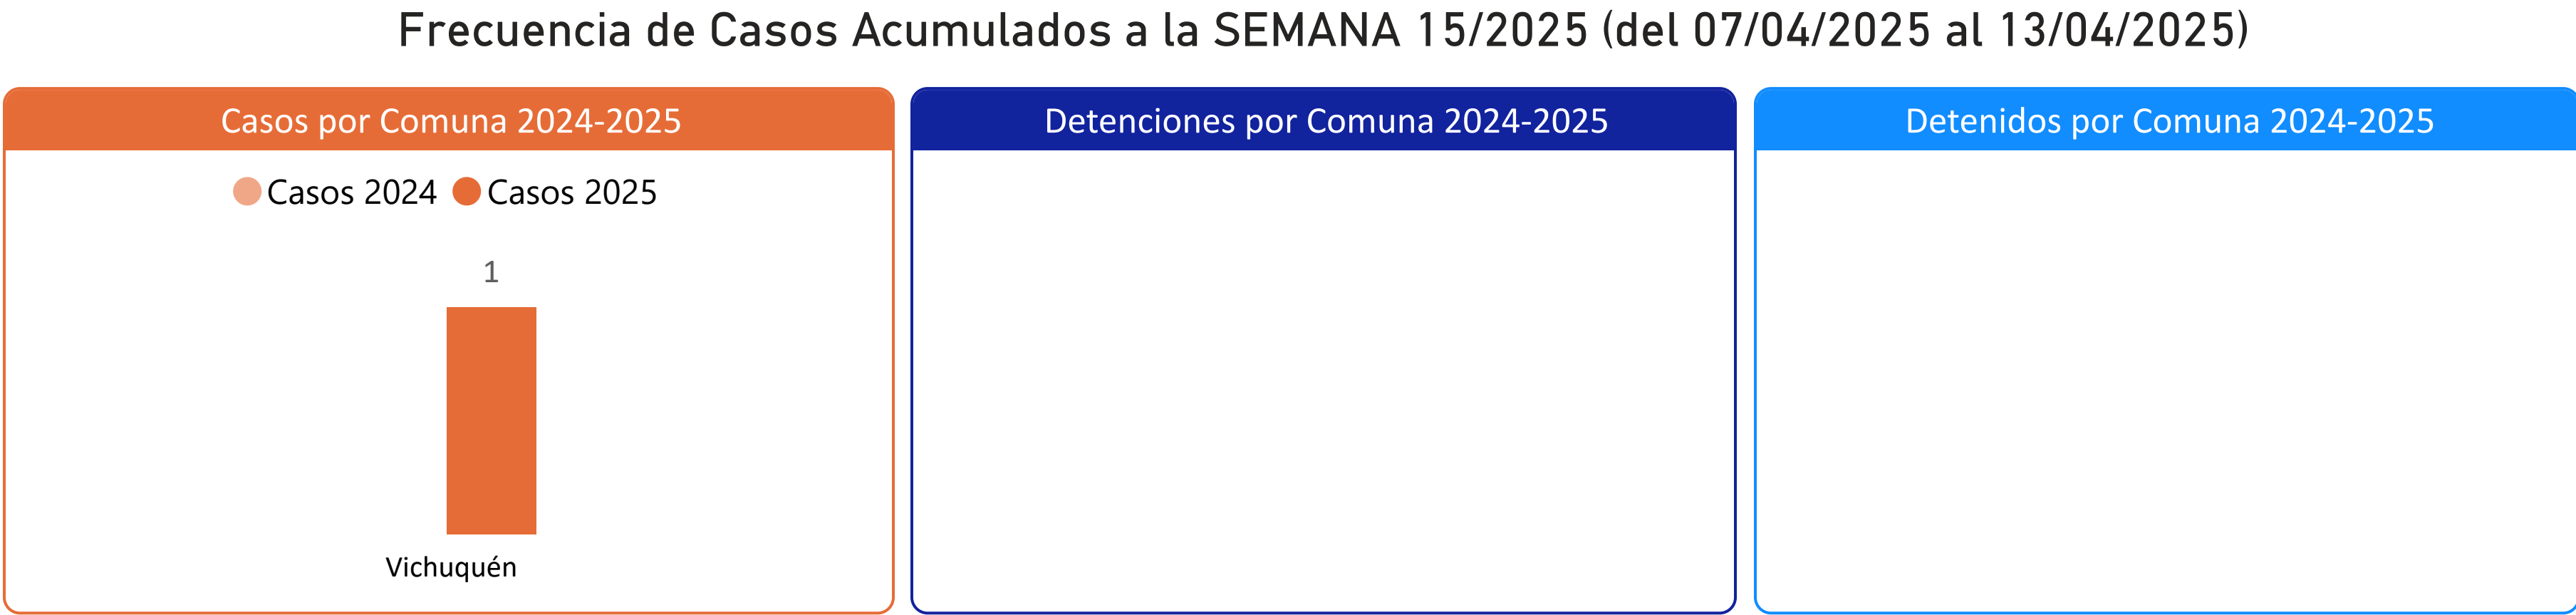 Frecuencia de Casos Acumulados a la SEMANA 15/2025 (del 07/04/2025 al 13/04/2025)
Casos por Comuna 2024-2025
Casos 2024 Casos 2025
1
Vichuquén
Detenciones por Comuna 2024-2025
Detenidos por Comuna 2024-2025